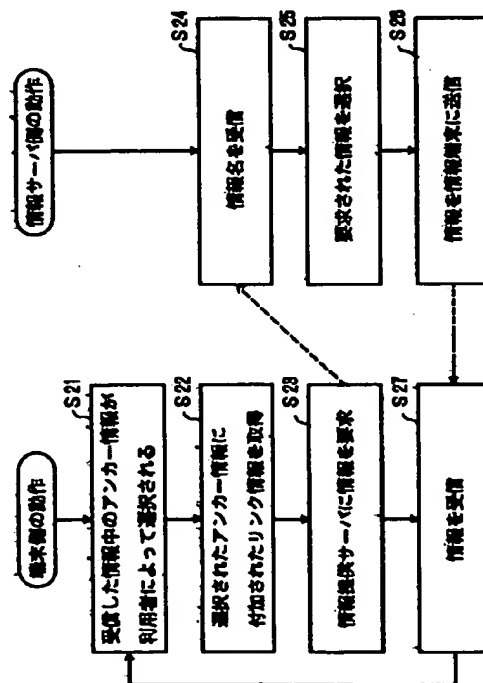 端末側の動作
S21
受信した情報中のアンカー情報が
利用者によって選択される
S22
選択されたアンカー情報に
付加されたリンク情報を取得
S23
情報提供サーバに情報を要求
S27
情報を受信
情報サーバ側の動作
S24
情報名を受信
S25
要求された情報を選択
S26
情報を情報端末に送信